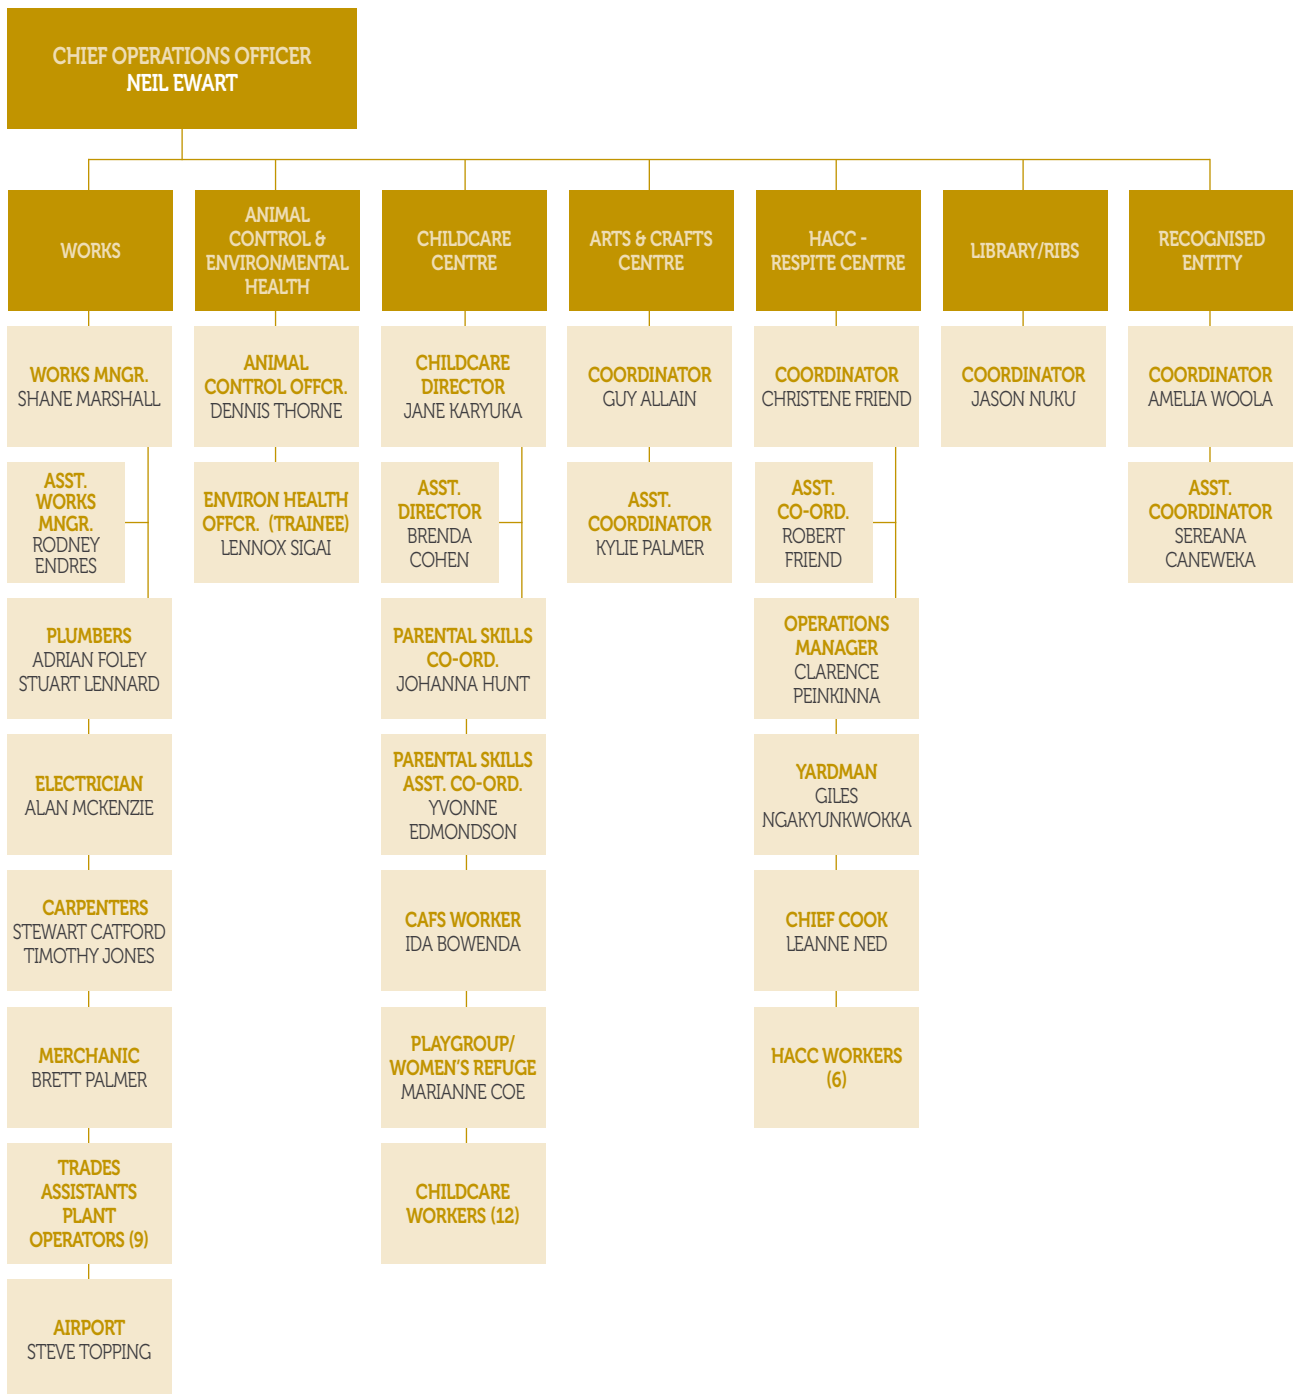 CHIEF OPERATIONS OFFICER
NEIL EWART
WORKS
ANIMAL
CONTROL &
ENVIRONMENTAL
HEALTH
CHILDCARE
CENTRE
ARTS & CRAFTS
CENTRE
HACC -
RESPITE CENTRE
LIBRARY/RIBS
RECOGNISED
ENTITY
WORKS MNGR.
SHANE MARSHALL
ASST.
WORKS
MNGR.
RODNEY
ENDRES
PLUMBERS
ADRIAN FOLEY
STUART LENNARD
ELECTRICIAN
ALAN MCKENZIE
CARPENTERS
STEWART CATFORD
TIMOTHY JONES
MERCHANIC
BRETT PALMER
TRADES
ASSISTANTS
PLANT
OPERATORS (9)
AIRPORT
STEVE TOPPING
ANIMAL
CONTROL OFFCR.
DENNIS THORNE
ENVIRON HEALTH
OFFCR. (TRAINEE)
LENNOX SIGAI
CHILDCARE
DIRECTOR
JANE KARYUKA
ASST.
DIRECTOR
BRENDA
COHEN
PARENTAL SKILLS
CO-ORD.
JOHANNA HUNT
PARENTAL SKILLS
ASST. CO-ORD.
YVONNE
EDMONDSON
CAFS WORKER
IDA BOWENDA
PLAYGROUP/
WOMEN'S REFUGE
MARIANNE COE
CHILDCARE
WORKERS (12)
COORDINATOR
GUY ALLAIN
ASST.
COORDINATOR
KYLIE PALMER
COORDINATOR
CHRISTENE FRIEND
ASST.
CO-ORD.
ROBERT
FRIEND
OPERATIONS
MANAGER
CLARENCE
PEINKINNA
YARDMAN
GILES
NGAKYUNKWOKKA
CHIEF COOK
LEANNE NED
HACC WORKERS
(6)
COORDINATOR
JASON NUKU
COORDINATOR
AMELIA WOOLA
ASST.
COORDINATOR
SEREANA
CANEWEKA